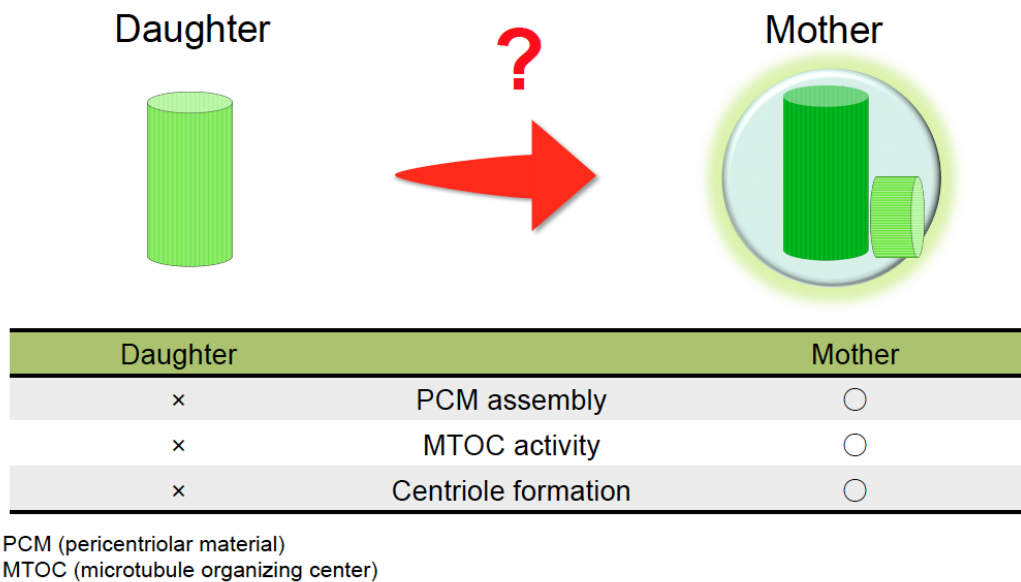 Daughter ? Mother
Daughter Mother
× PCM assembly ○
× MTOC activity ○
× Centriole formation ○
PCM (pericentriolar material)
MTOC (microtubule organizing center)